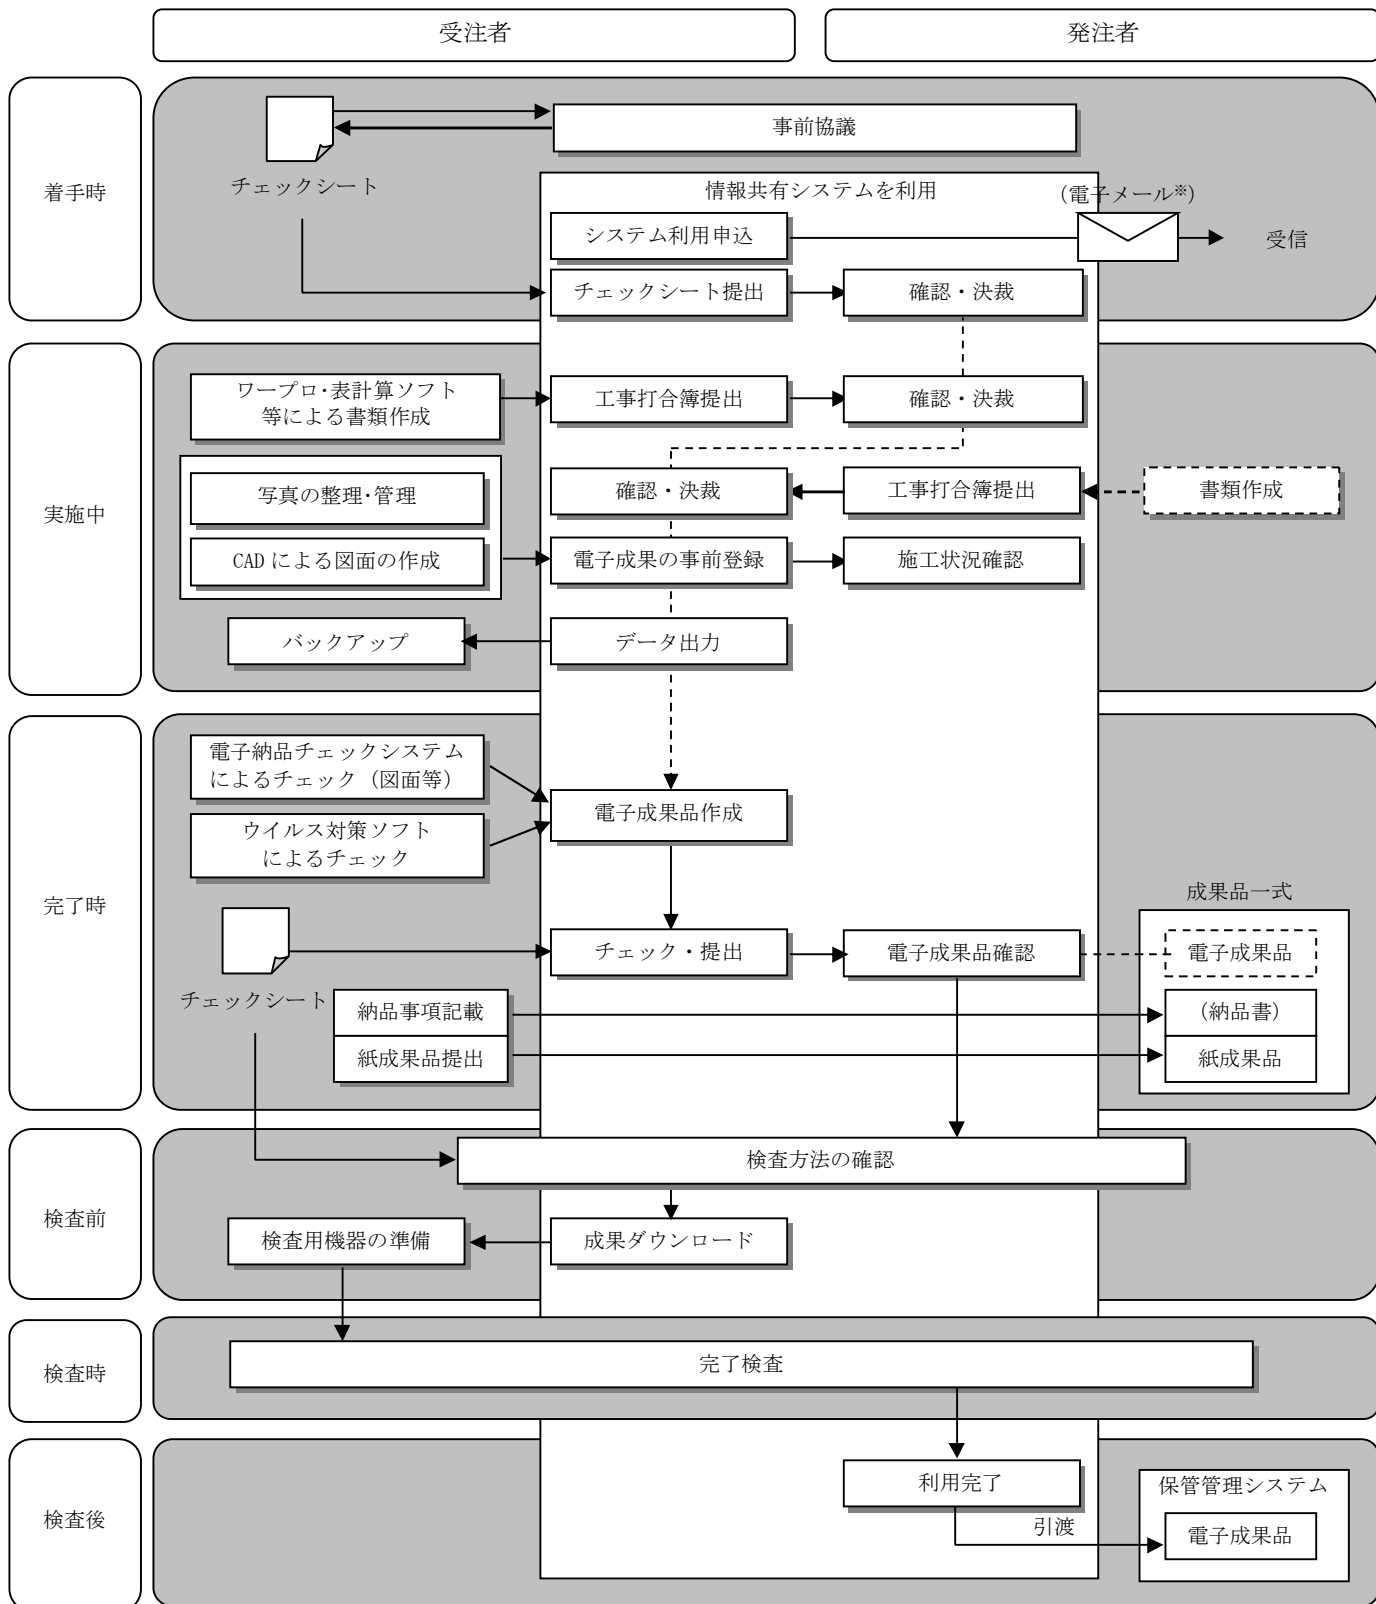 受注者
発注者
着手時
事前協議
チェックシート
情報共有システムを利用
(電子メール※)
システム利用申込
受信
チェックシート提出
確認・決裁
実施中
ワープロ・表計算ソフト
等による書類作成
工事打合簿提出
確認・決裁
写真の整理・管理
確認・決裁
工事打合簿提出
書類作成
CADによる図面の作成
電子成果の事前登録
施工状況確認
バックアップ
データ出力
完了時
電子納品チェックシステム
によるチェック（図面等）
電子成果品作成
ウイルス対策ソフト
によるチェック
成果品一式
チェック・提出
電子成果品確認
電子成果品
チェックシート
納品事項記載
（納品書）
紙成果品提出
紙成果品
検査前
検査方法の確認
検査用機器の準備
成果ダウンロード
検査時
完了検査
検査後
利用完了
保管管理システム
引渡
電子成果品